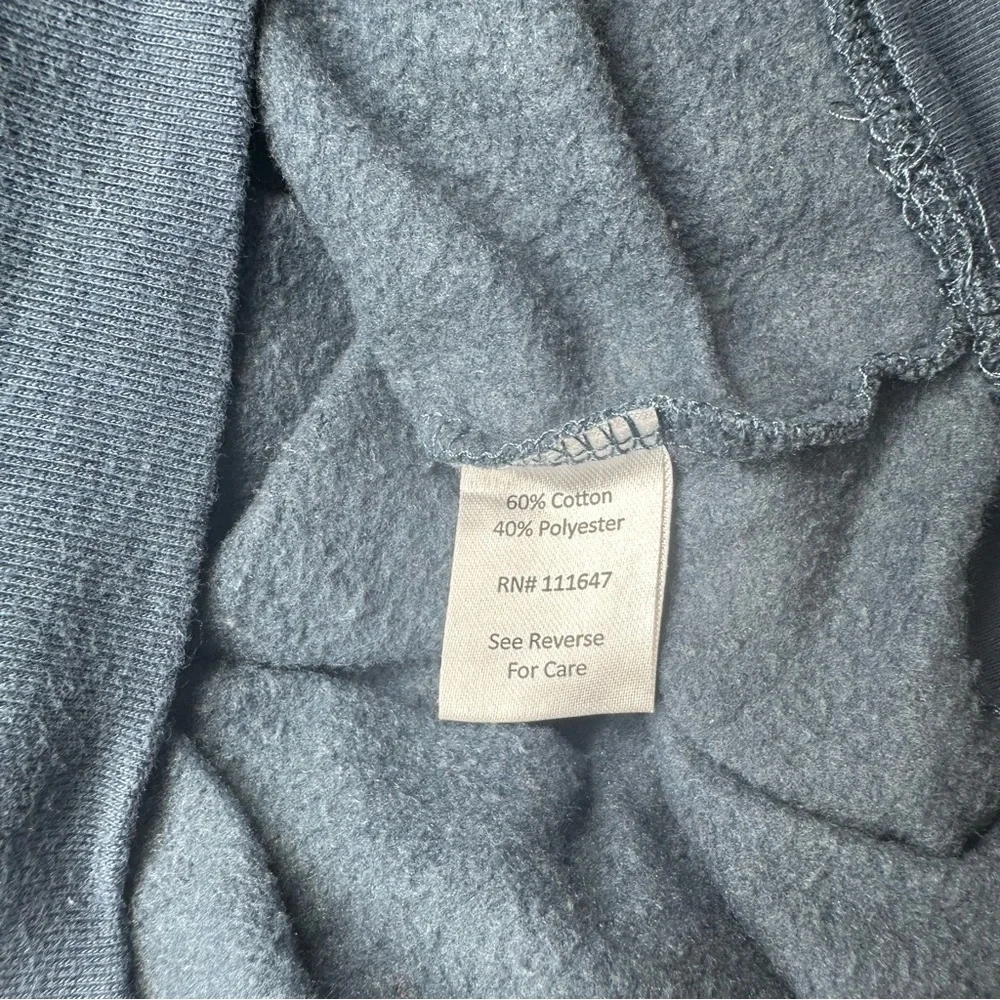 60% Cotton
40% Polyester
RN# 111647
See Reverse
For Care